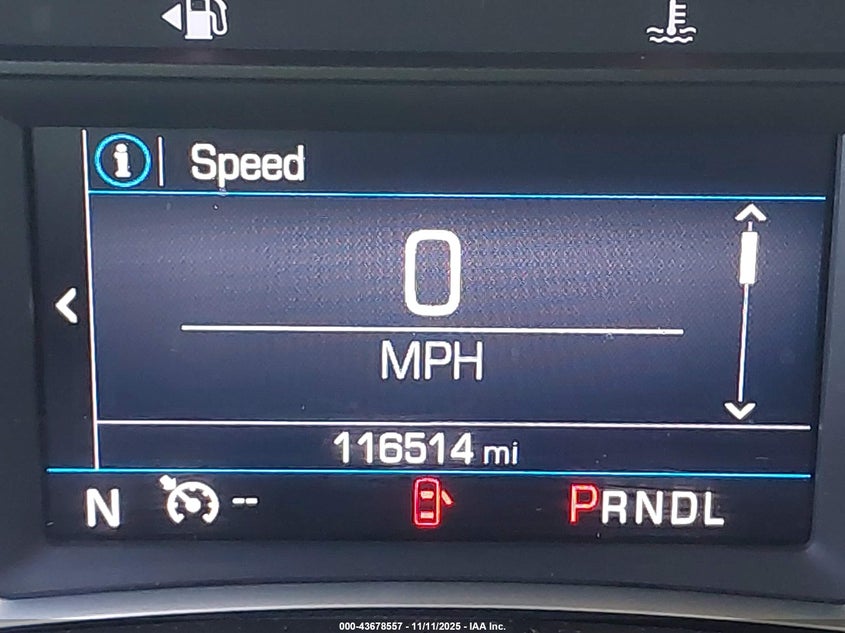 Speed
0
MPH
116514 mi
N -- PRNDL
000-43678557 - 11/11/2025 - IAA Inc.